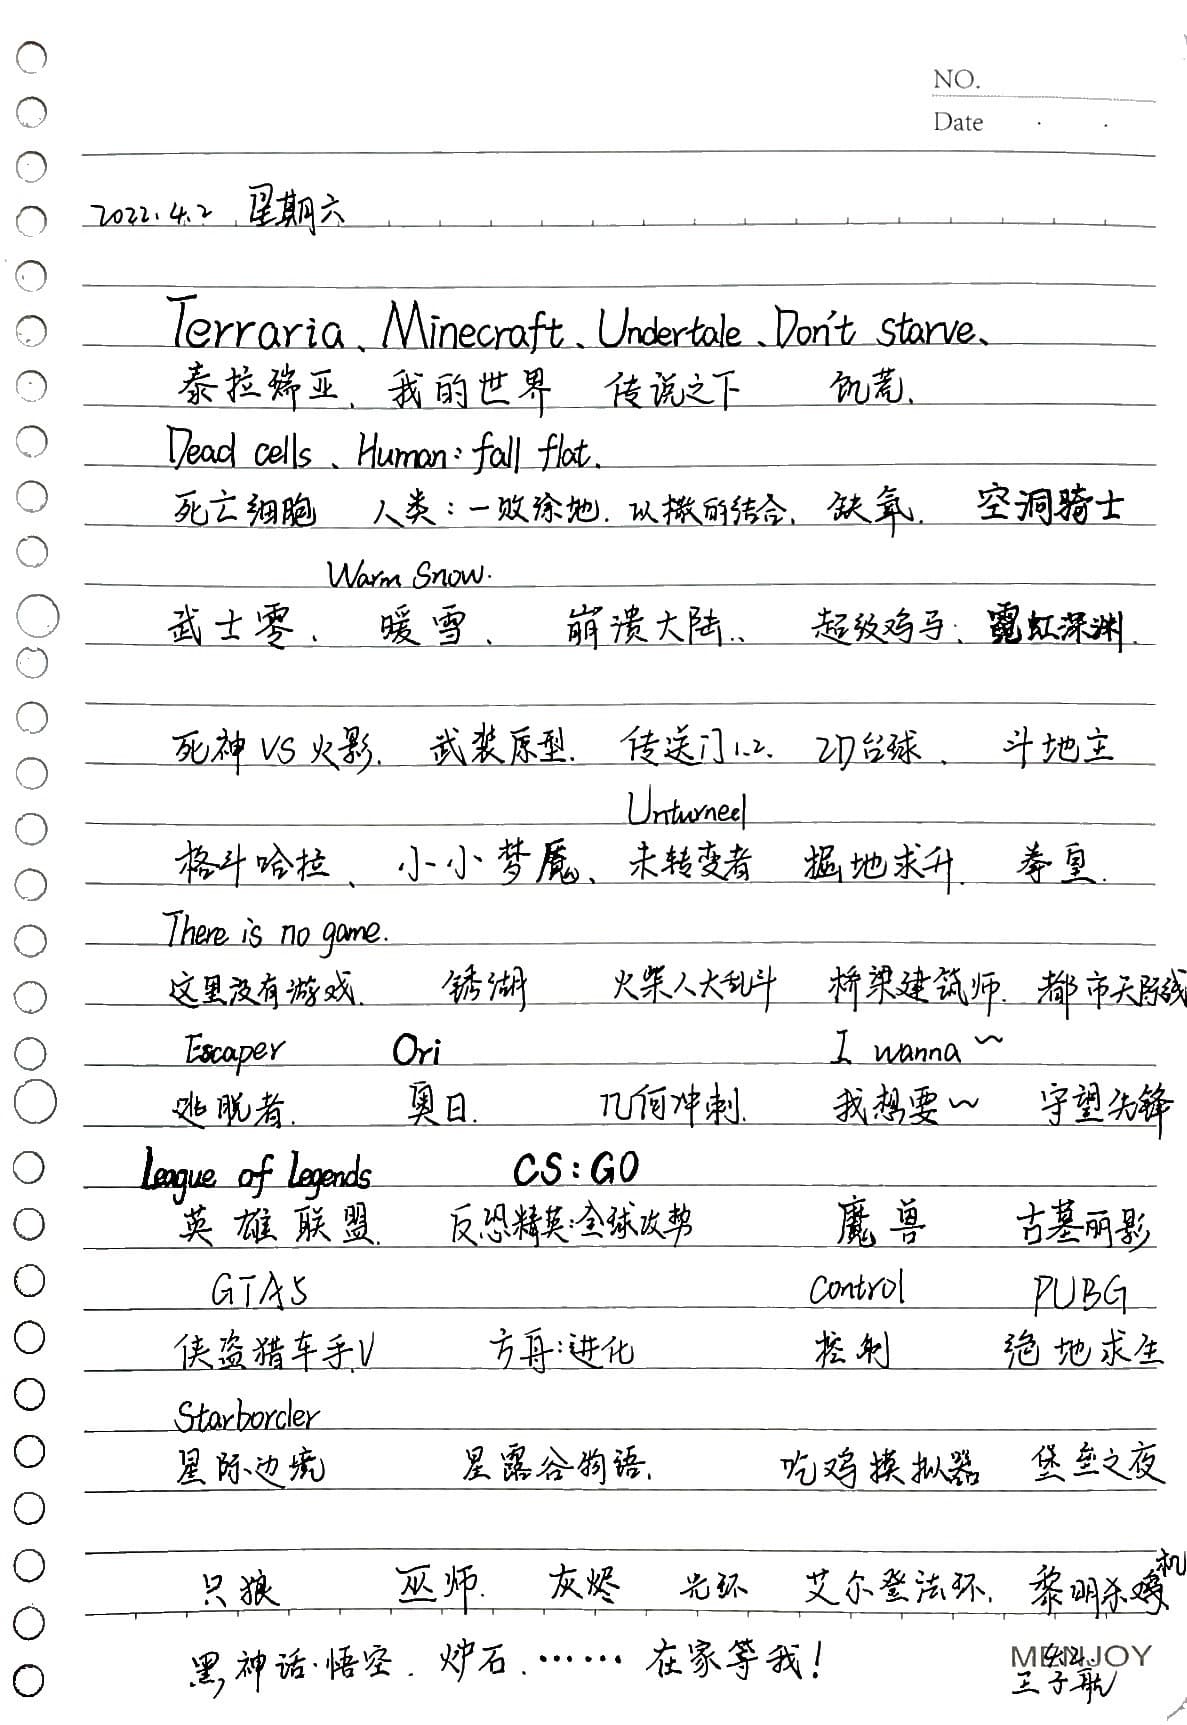 NO.
Date . .
2022.4.2 星期六
Terraria、Minecraft、Undertale、Don't starve、
泰拉瑞亚、我的世界 传说之下 饥荒、
Dead cells、Human：fall flat、
死亡细胞 人类：一败涂地、以撒的结合、缺氧、空洞骑士
Warm Snow.
武士零、暖雪、崩溃大陆、超级鸡马、霓虹深渊、
死神VS火影、武装原型、传送门1.2、2D台球、斗地主
Unturned
格斗哈拉、小小梦魇、未转变者 掘地求升、拳皇、
There is no game.
这里没有游戏、锈湖 火柴人大乱斗 桥梁建筑师、都市天际线
Escaper Ori I wanna~
逃脱者、奥日、几何冲刺、我想要~ 守望先锋
League of Legends CS:GO
英雄联盟、反恐精英：全球攻势 魔兽 古墓丽影
GTA5 Control PUBG
侠盗猎车手V 方舟：进化 控制 绝地求生
Starborder
星际边境 星露谷物语、吃鸡模拟器 堡垒之夜
只狼 巫师、灰烬 光环 艾尔登法环、黎明杀鸡机
黑神话·悟空、炉石、…… 在家等我！
MENJOY
4.2.